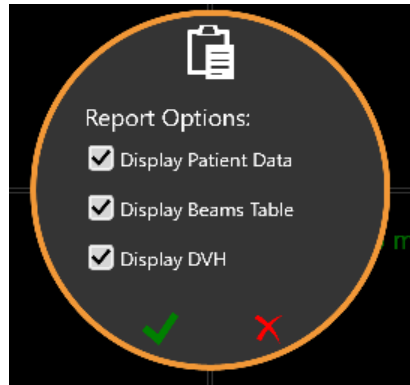 Report Options:
Display Patient Data
Display Beams Table
Display DVH